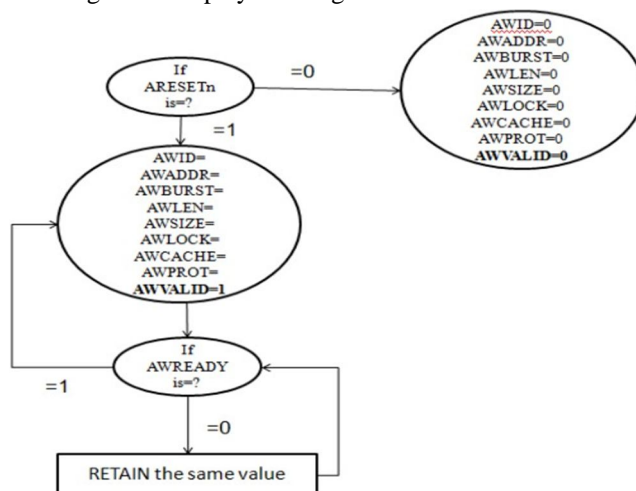 If
ARESETn
is=?
=0
AWID=0
AWADDR=0
AWBURST=0
AWLEN=0
AWSIZE=0
AWLOCK=0
AWCACHE=0
AWPROT=0
AWVALID=0
=1
AWID=
AWADDR=
AWBURST=
AWLEN=
AWSIZE=
AWLOCK=
AWCACHE=
AWPROT=
AWVALID=1
If
AWREADY
is=?
=1
=0
RETAIN the same value